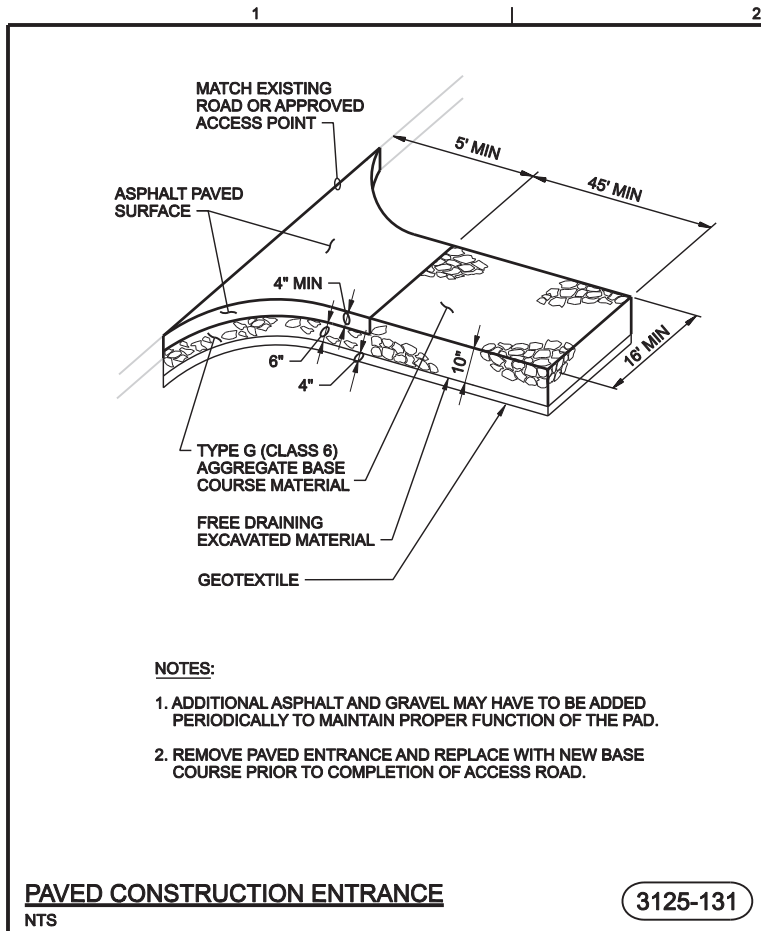 1
2
MATCH EXISTING
ROAD OR APPROVED
ACCESS POINT
5' MIN
45' MIN
ASPHALT PAVED
SURFACE
4" MIN
6"
4"
10"
16' MIN
TYPE G (CLASS 6)
AGGREGATE BASE
COURSE MATERIAL
FREE DRAINING
EXCAVATED MATERIAL
GEOTEXTILE
NOTES:
1. ADDITIONAL ASPHALT AND GRAVEL MAY HAVE TO BE ADDED
PERIODICALLY TO MAINTAIN PROPER FUNCTION OF THE PAD.
2. REMOVE PAVED ENTRANCE AND REPLACE WITH NEW BASE
COURSE PRIOR TO COMPLETION OF ACCESS ROAD.
PAVED CONSTRUCTION ENTRANCE
NTS
3125-131